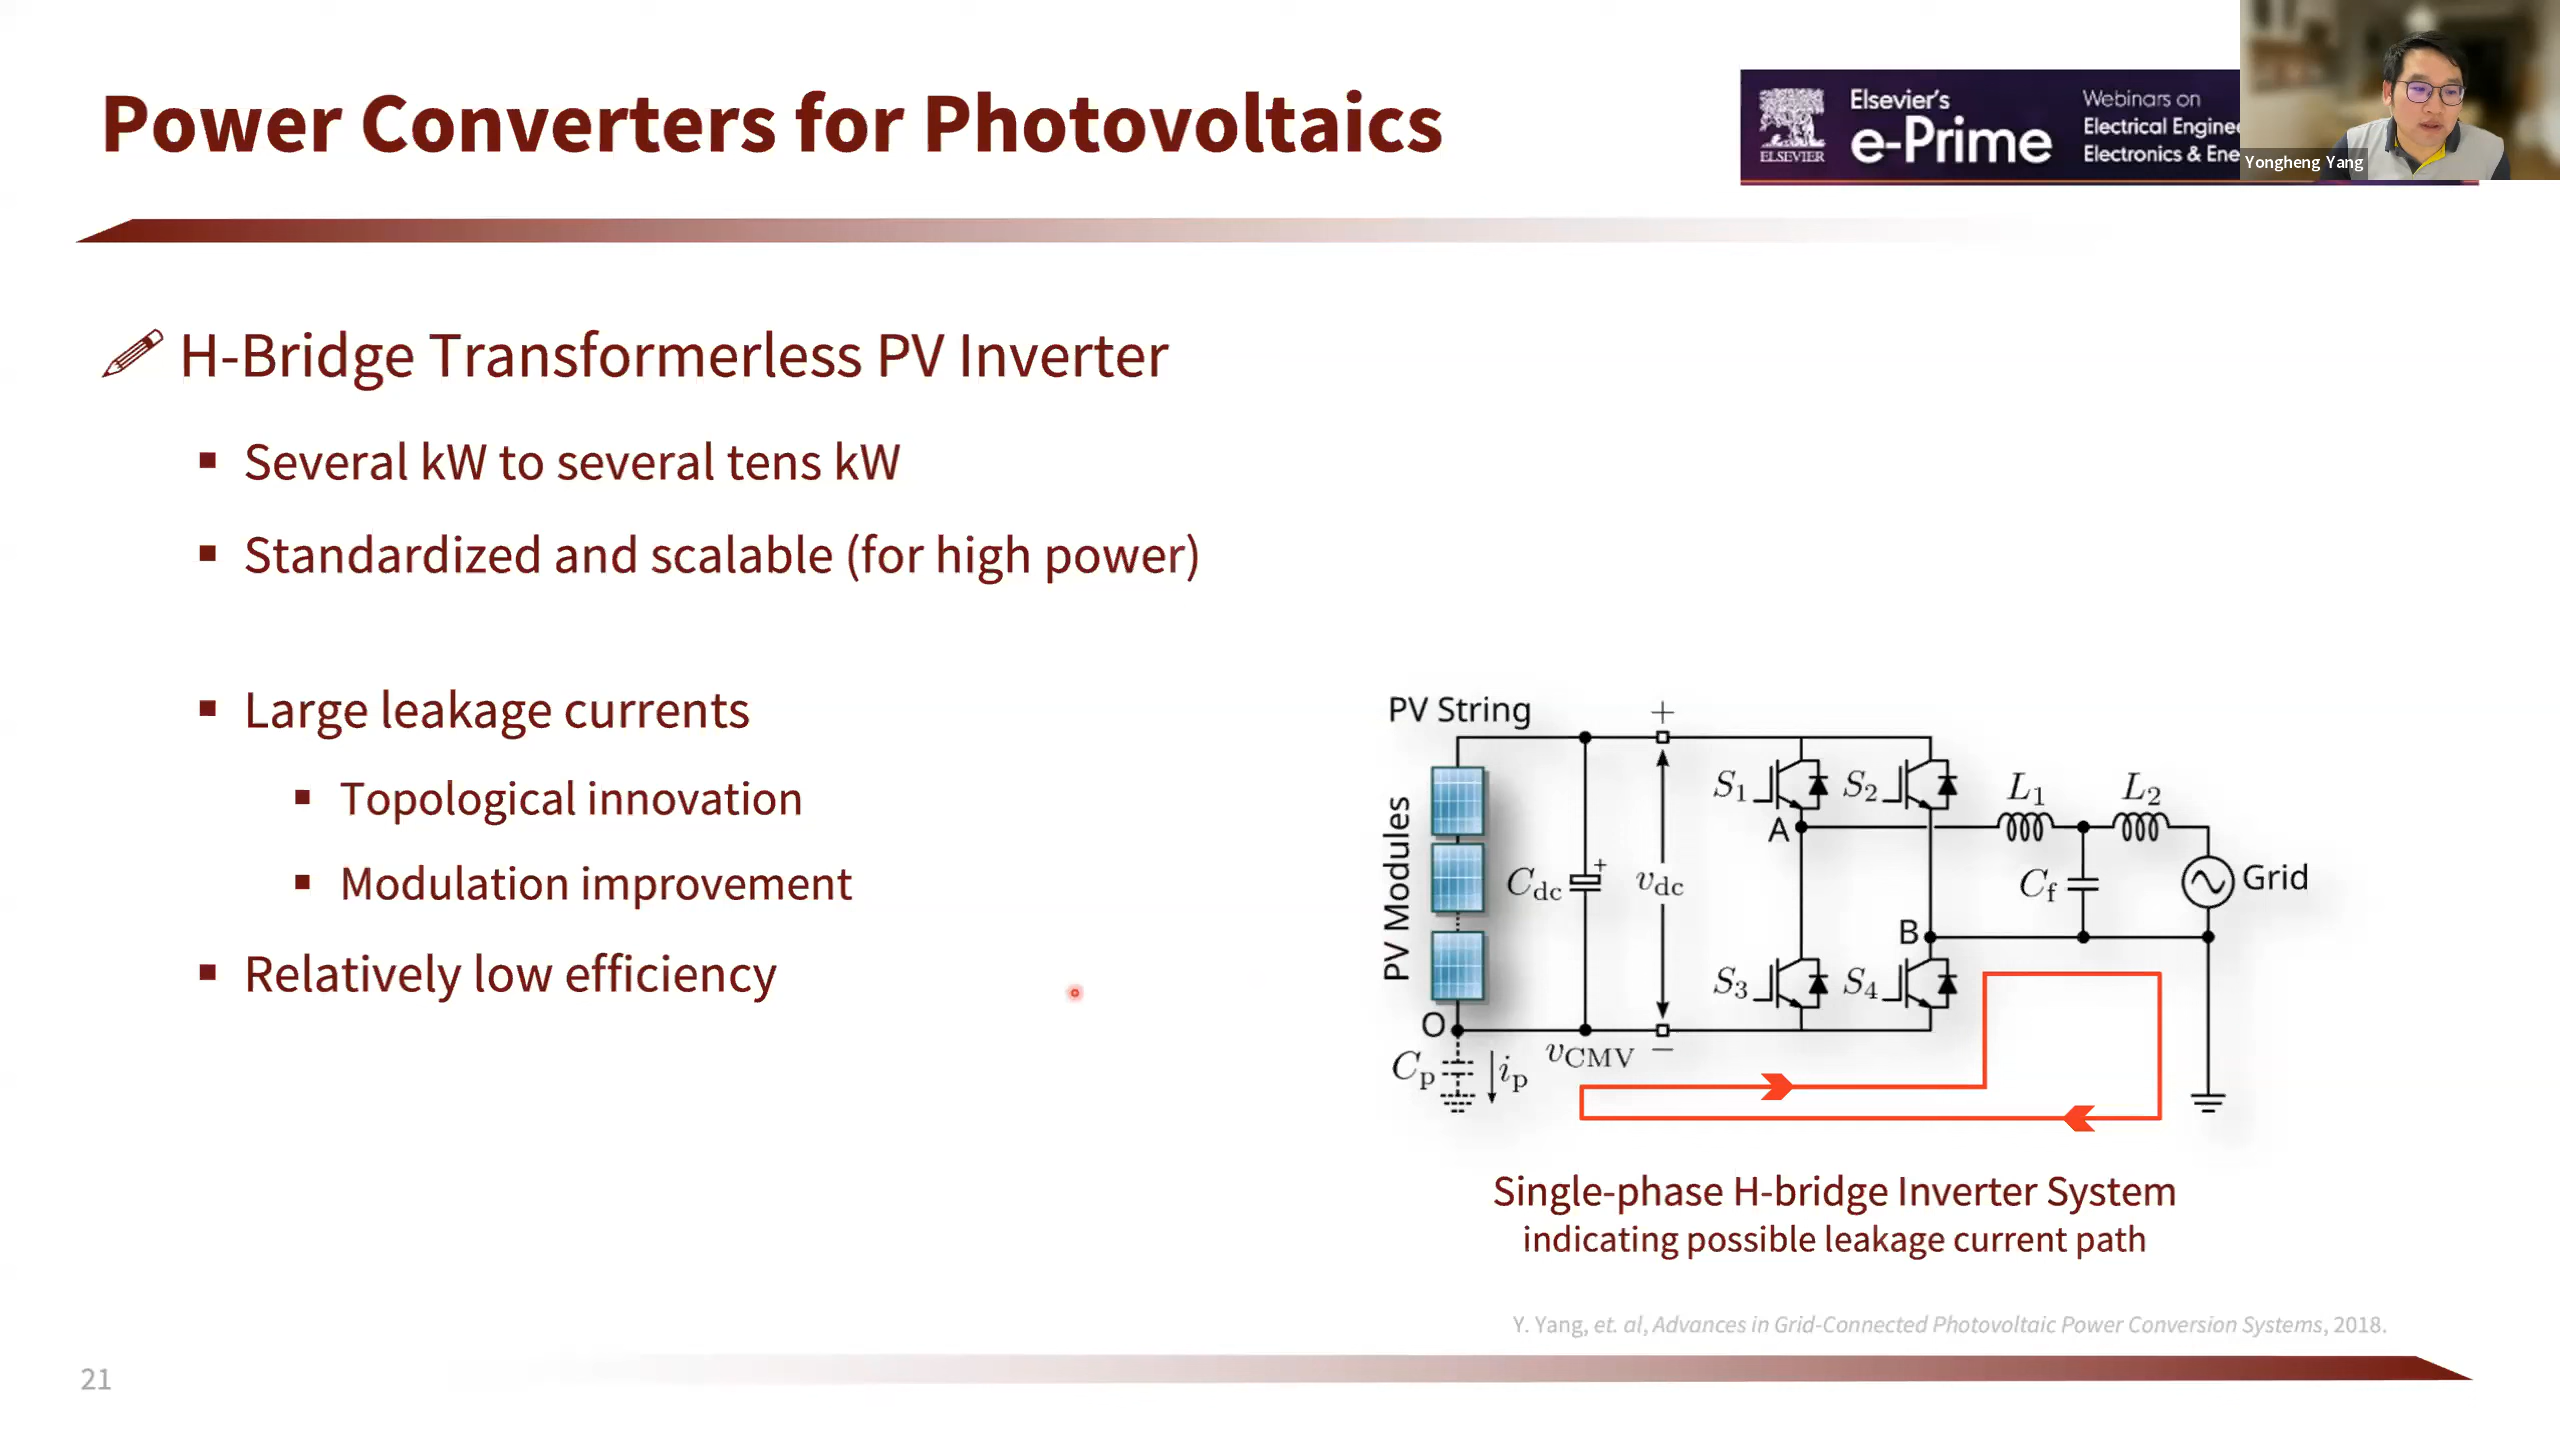 Power Converters for Photovoltaics
ELSEVIER
Elsevier's
e-Prime
Webinars on
Electrical
Electronics &
Yongheng Yang
H-Bridge Transformerless PV Inverter
Several kW to several tens kW
Standardized and scalable (for high power)
Large leakage currents
Topological innovation
Modulation improvement
Relatively low efficiency
PV String
PV Modules
+
S1
S2
L1
L2
A
Cdc
+
vdc
Cf
Grid
B
S3
S4
O
Cp
ip
vCMV
−
Single-phase H-bridge Inverter System
indicating possible leakage current path
Y. Yang, et. al, Advances in Grid-Connected Photovoltaic Power Conversion Systems, 2018.
21